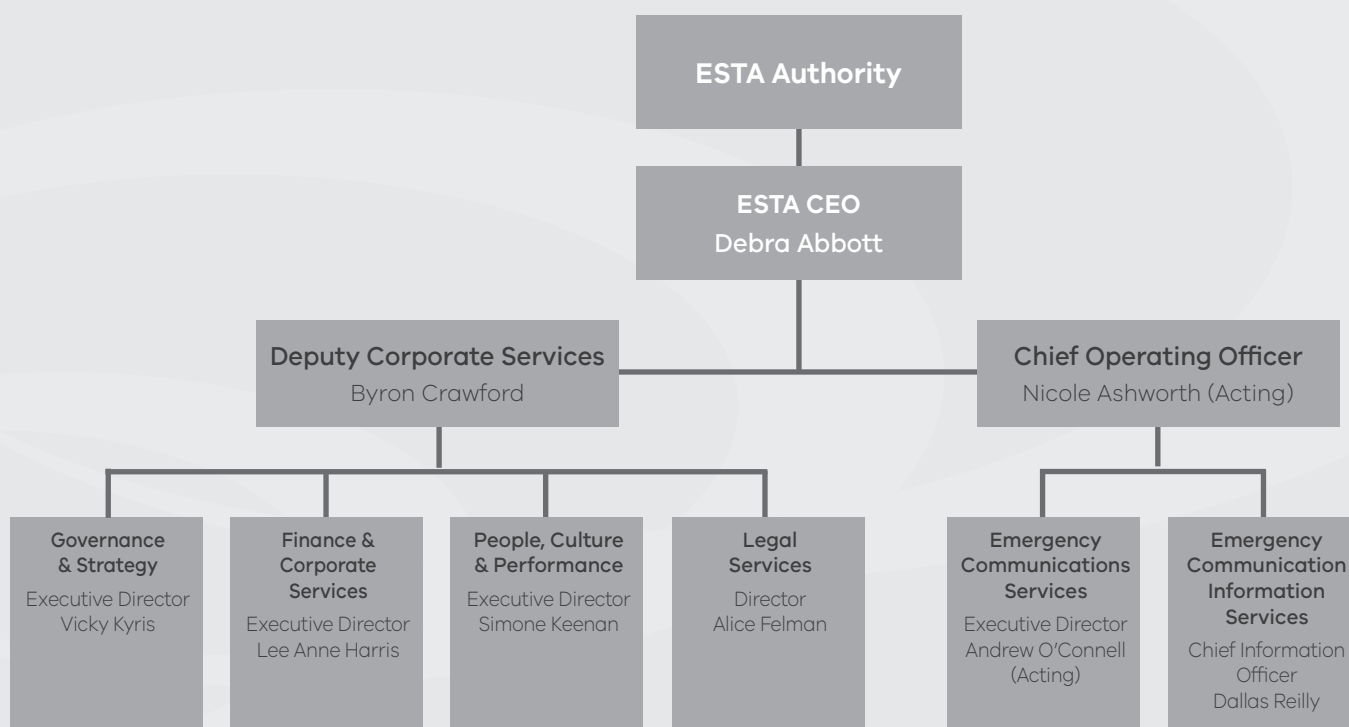 ESTA Authority
ESTA CEO
Debra Abbott
Deputy Corporate Services
Byron Crawford
Chief Operating Officer
Nicole Ashworth (Acting)
Governance
& Strategy
Executive Director
Vicky Kyris
Finance &
Corporate
Services
Executive Director
Lee Anne Harris
People, Culture
& Performance
Executive Director
Simone Keenan
Legal
Services
Director
Alice Felman
Emergency
Communications
Services
Executive Director
Andrew O'Connell
(Acting)
Emergency
Communication
Information
Services
Chief Information
Officer
Dallas Reilly